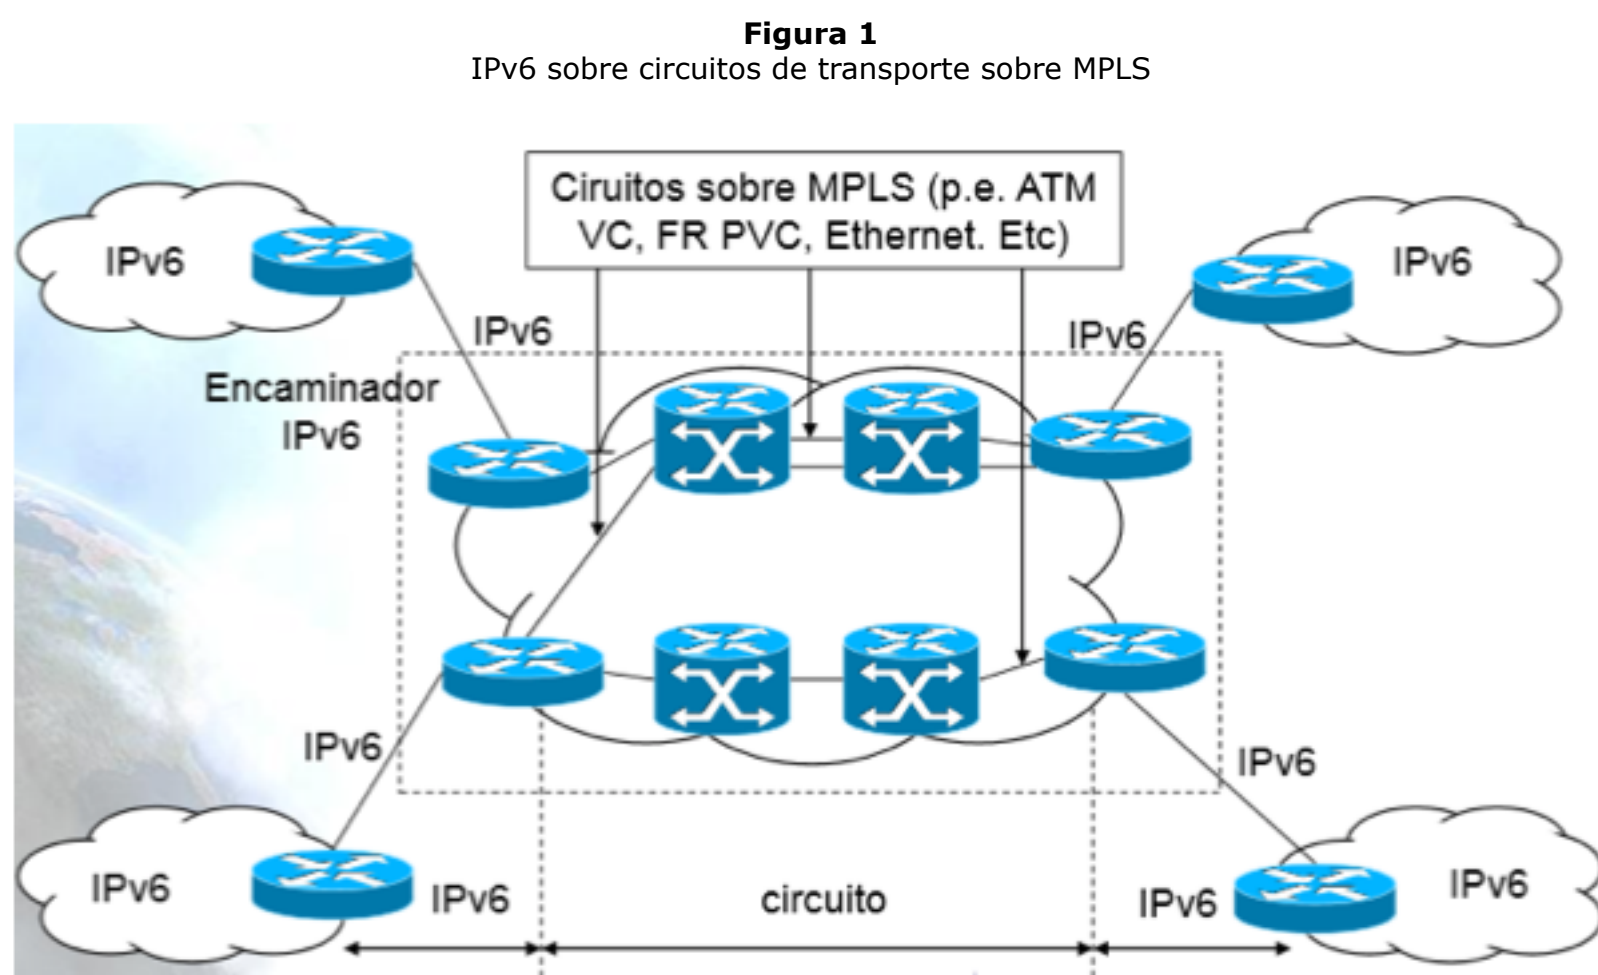 Figura 1
IPv6 sobre circuitos de transporte sobre MPLS
Ciruitos sobre MPLS (p.e. ATM
VC, FR PVC, Ethernet. Etc)
IPv6
IPv6
IPv6
IPv6
Encaminador
IPv6
IPv6
IPv6
IPv6
IPv6
circuito
IPv6
IPv6